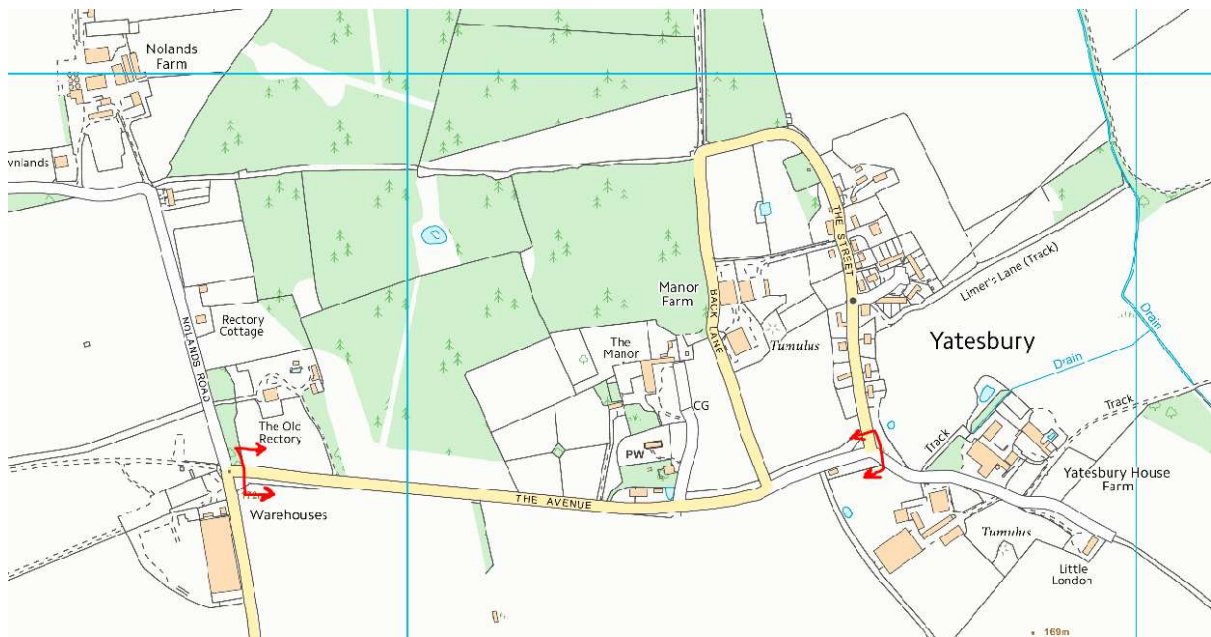 Nolands
Farm
wnlands
THE STREET
Limer's Lane (Track)
Manor
Farm
BACK LANE
Tumulus
Yatesbury
Drain
Drain
NOLANDS ROAD
Rectory
Cottage
The Manor
CG
The Olc
Rectory
PW
Track
Track
Yatesbury House
Farm
THE AVENUE
Warehouses
Tumulus
Little
London
169m